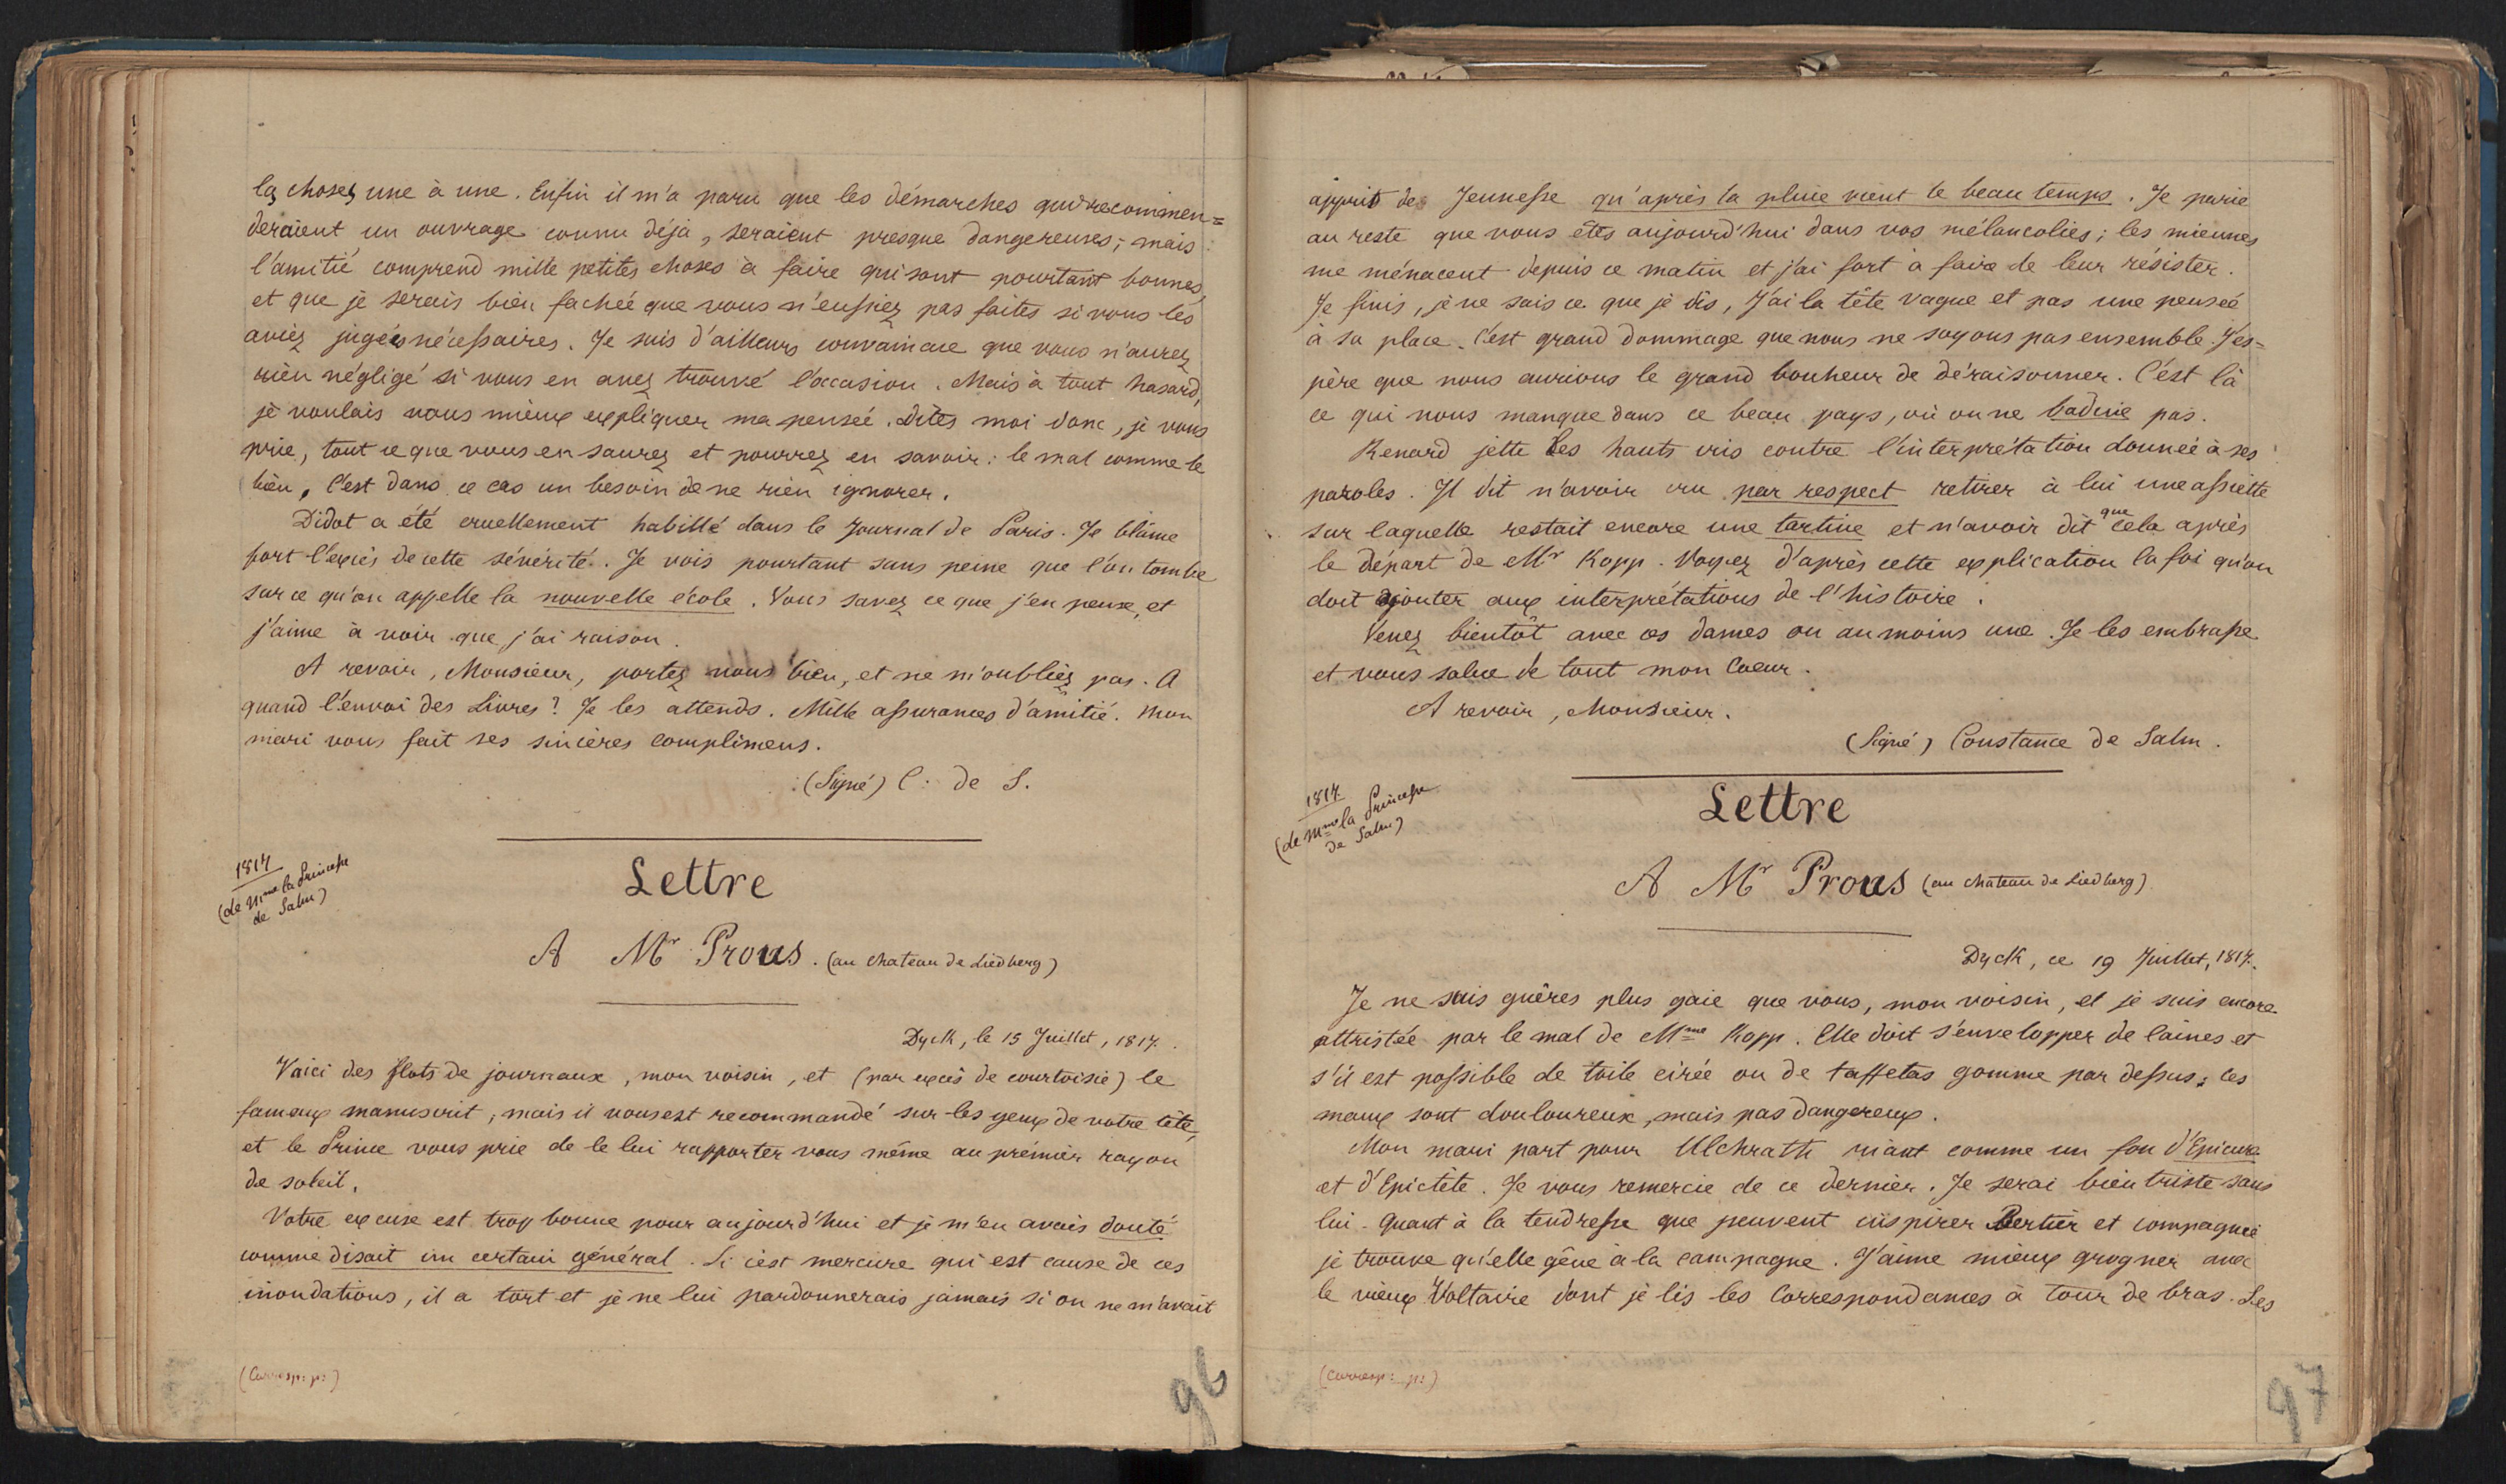 les choses une à une. Enfin il m'a paru que les démarches qui recommen=
deraient un ouvrage connu déjà, seraient presque dangereuses; mais
l'amitié comprend mille petites choses à faire qui sont pourtant bonnes,
et que je serais bien fachée que vous n'eussiez pas faites si vous les
aviez jugées nécessaires. Je suis d'ailleurs convaincue que vous n'aurez
rien négligé si vous en avez trouvé l'occasion. Mais à tout hasard,
je voulais vous mieux expliquer ma pensée. Dites moi donc, je vous
prie, tout ce que vous en saurez et pourrez en savoir: le mal comme le
bien, c'est dans ce cas un besoin de ne rien ignorer.
Didot a été cruellement habillé dans le Journal de Paris. Je blâme
fort l'excès de cette sévérité. Je vois pourtant sans peine que l'on tombe
sur ce qu'on appelle la nouvelle école. Vous savez ce que j'en pense, et
j'aime à voir que j'ai raison.
A revoir, Monsieur, portez vous bien, et ne m'oubliez pas. A
quand l'envoi des Livres? Je les attends. Mille assurances d'amitié. Mon
mari vous fait ses sincères complimens.
(Signé) C. de S.
1817
(de Mme la Princesse
de Salm)
Lettre
A Mr Prous. (au chateau de Liedberg)
Dyck, le 15 Juillet, 1817.
Voici des flots de journaux, mon voisin, et (par excès de courtoisie) le
fameux manuscrit, mais il vous est recommandé sur les yeux de votre tête,
et le Prince vous prie de le lui rapporter vous même au prémier rayon
de soleil.
Votre excuse est trop bonne pour aujourd'hui et je m'en avais douté
comme disait un certain général. Si c'est mercure qui est cause de ces
inondations, il a tort et je ne lui pardonnerais jamais si on ne m'avait
(Corresp: p:)
96
appris de Jeunesse qu'après la pluie vient le beau temps. Je parie
au reste que vous êtes aujourd'hui dans vos mélancolies; les miennes
me ménacent depuis ce matin et j'ai fort à faire de leur résister.
Je finis, je ne sais ce que je dis, j'ai la tête vague et pas une pensée
à sa place. C'est grand dommage que nous ne soyons pas ensemble. J'es=
père que nous aurions le grand bonheur de déraisonner. C'est là
ce qui nous manque dans ce beau pays, où on ne badine pas.
Renard jette les hauts cris contre l'interprétation donnée à ses
paroles. Il dit n'avoir cru par respect retirer à lui une assiette
sur laquelle restait encore une tartine et n'avoir dit que cela après
le départ de Mr Kopp. Voyez d'après cette explication la foi qu'on
doit ajouter aux interprétations de l'histoire.
Venez bientôt avec ces dames ou au moins une. Je les embrasse
et vous salue de tout mon Coeur.
A revoir, Monsieur.
(Signé) Constance de Salm.
1817.
(de Mme la Princesse
de Salm)
Lettre
A Mr Prous (au chateau de Liedberg)
Dyck, ce 19 Juillet, 1817.
Je ne suis guères plus gaie que vous, mon voisin, et je suis encore
attristée par le mal de Mme Kopp. Elle doit s'envelopper de laines et
s'il est possible de toile cirée ou de taffetas gomme par dessus; ces
maux sont douloureux, mais pas dangereux.
Mon mari part pour Alchrath riant comme un fou d'Epicure
et d'Epictète. Je vous remercie de ce dernier. Je serai bien triste sans
lui. Quant à la tendresse que peuvent inspirer Bertier et compagnie
je trouve qu'elle gêne à la campagne. J'aime mieux grogner avec
le vieux Voltaire dont je lis les Correspondances à tour de bras. Les
(Corresp: p:)
97